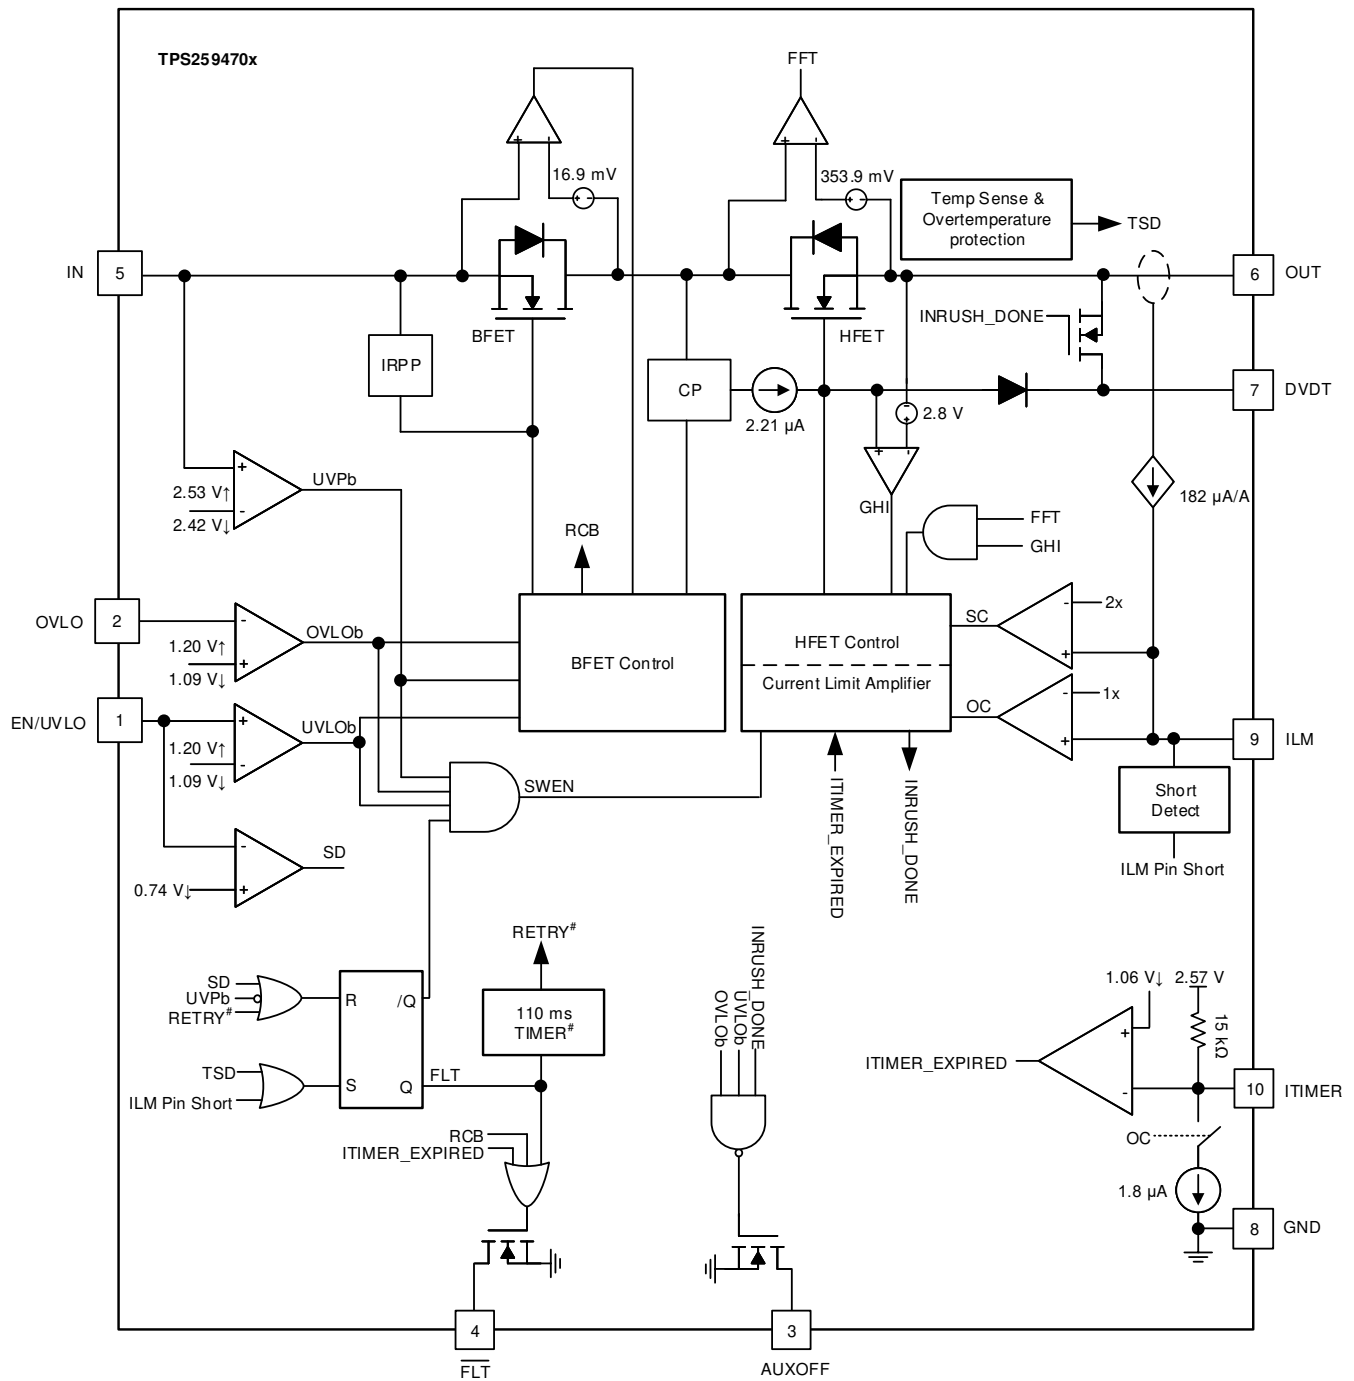 TPS259470x
FFT
16.9 mV
353.9 mV
+
-
+
-
+ -
+ -
Temp Sense &
Overtemperature
protection
TSD
IN
5
6
OUT
BFET
HFET
INRUSH_DONE
IRPP
CP
2.21 µA
-
+
2.8 V
7
DVDT
+
-
GHI
UVPb
+
2.53 V↑
-
2.42 V↓
182 µA/A
RCB
FFT
GHI
OVLO
2
-
1.20 V↑
+
1.09 V↓
OVLOb
BFET Control
HFET Control
Current Limit Amplifier
SC
-
2x
+
OC
-
1x
+
EN/UVLO
1
+
1.20 V↑
-
1.09 V↓
UVLOb
9
ILM
SWEN
ITIMER_EXPIRED
INRUSH_DONE
Short
Detect
ILM Pin Short
-
SD
0.74 V↓
+
RETRY#
INRUSH_DONE
UVLOb
OVLOb
SD
UVPb
RETRY#
R
/Q
110 ms
TIMER#
1.06 V↓
2.57 V
+
15 kΩ
ITIMER_EXPIRED
TSD
ILM Pin Short
S
Q
FLT
-
10
ITIMER
RCB
ITIMER_EXPIRED
OC
1.8 µA
8
GND
4
FLT
3
AUXOFF